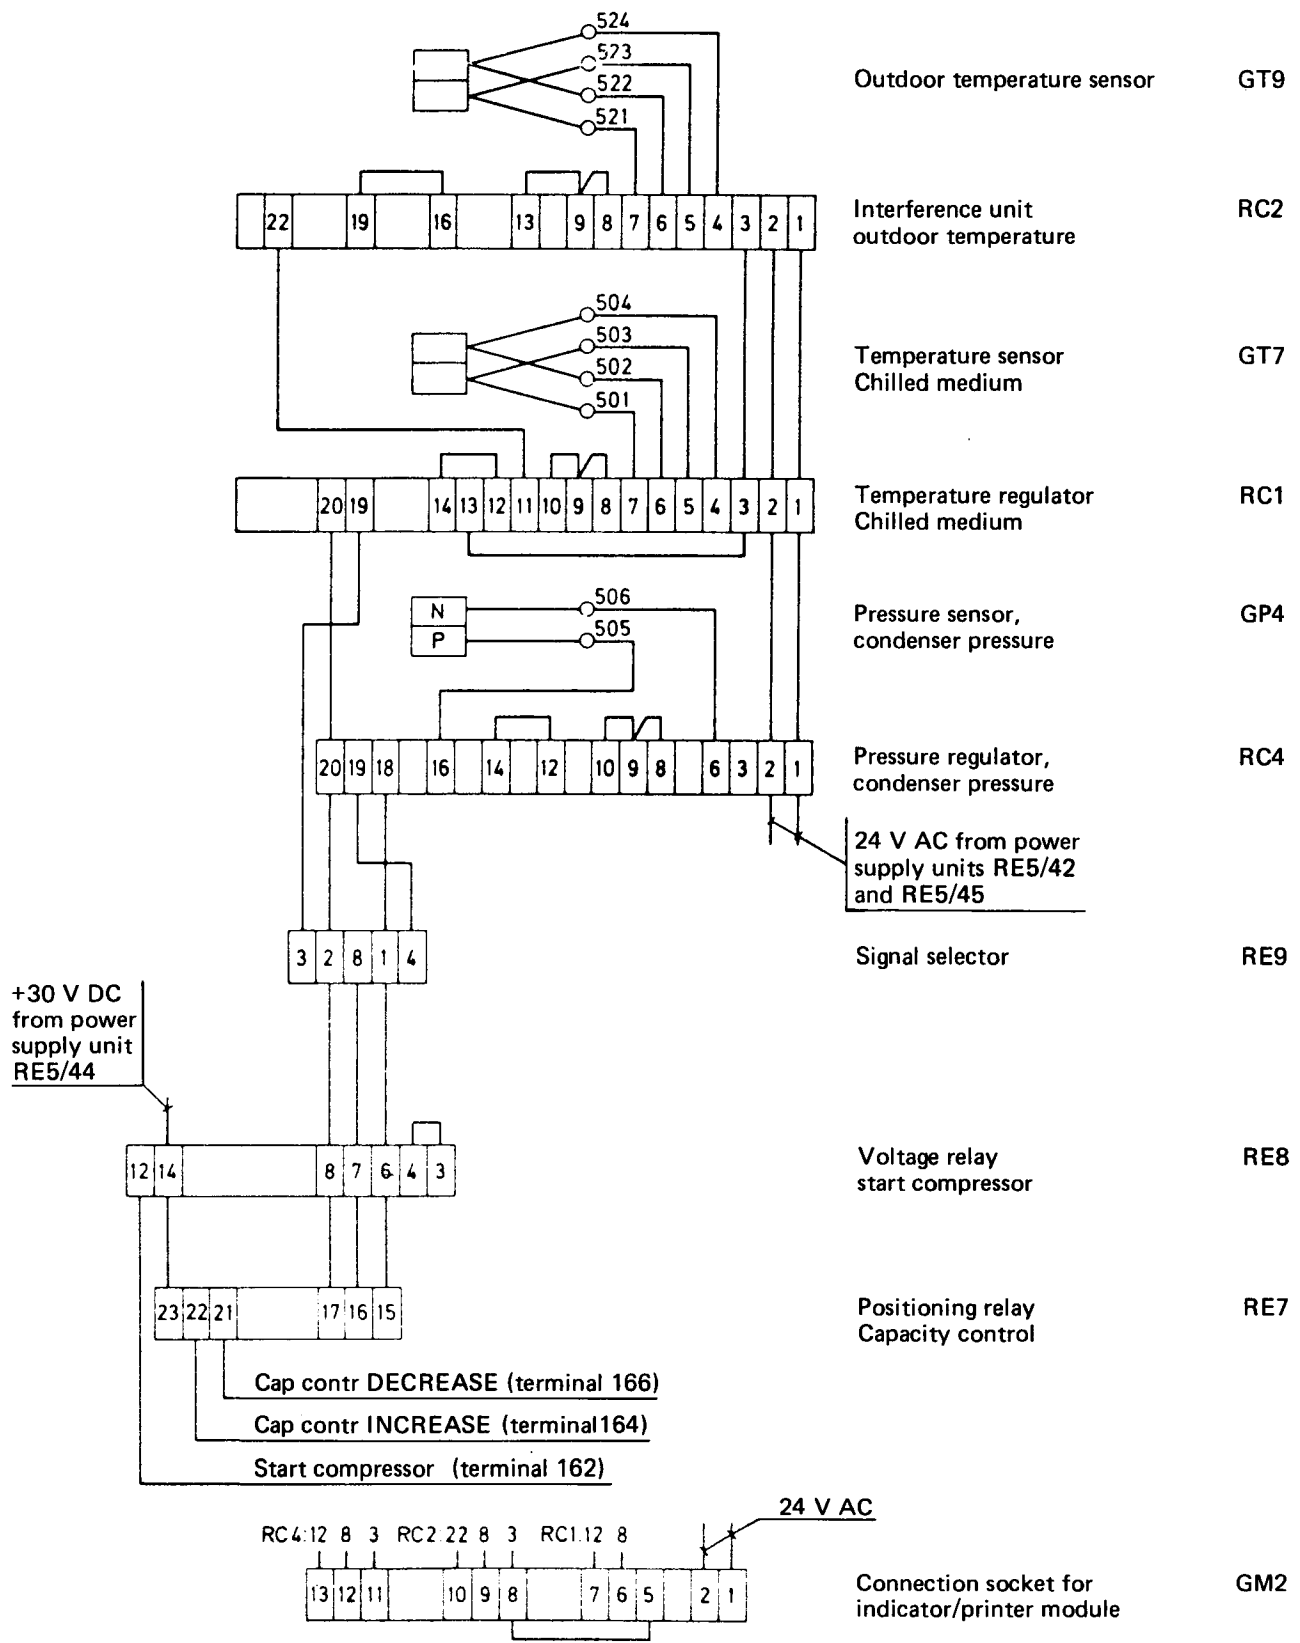 524
523
522
521
Outdoor temperature sensor GT9
22 19 16 13 9 8 7 6 5 4 3 2 1
Interference unit
outdoor temperature
RC2
504
503
502
501
Temperature sensor
Chilled medium
GT7
20 19 14 13 12 11 10 9 8 7 6 5 4 3 2 1
Temperature regulator
Chilled medium
RC1
N 506
P 505
Pressure sensor,
condenser pressure
GP4
20 19 18 16 14 12 10 9 8 6 3 2 1
Pressure regulator,
condenser pressure
RC4
24 V AC from power
supply units RE5/42
and RE5/45
3 2 8 1 4
Signal selector RE9
+30 V DC
from power
supply unit
RE5/44
12 14 8 7 6 4 3
Voltage relay
start compressor
RE8
23 22 21 17 16 15
Positioning relay
Capacity control
RE7
Cap contr DECREASE (terminal 166)
Cap contr INCREASE (terminal 164)
Start compressor (terminal 162)
24 V AC
RC4:12 8 3 RC2:22 8 3 RC1:12 8
13 12 11 10 9 8 7 6 5 2 1
Connection socket for
indicator/printer module
GM2